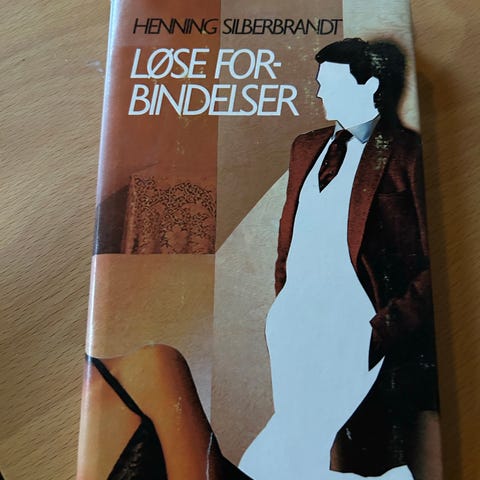 HENNING SILBERBRANDT
LØSE FOR-
BINDELSER